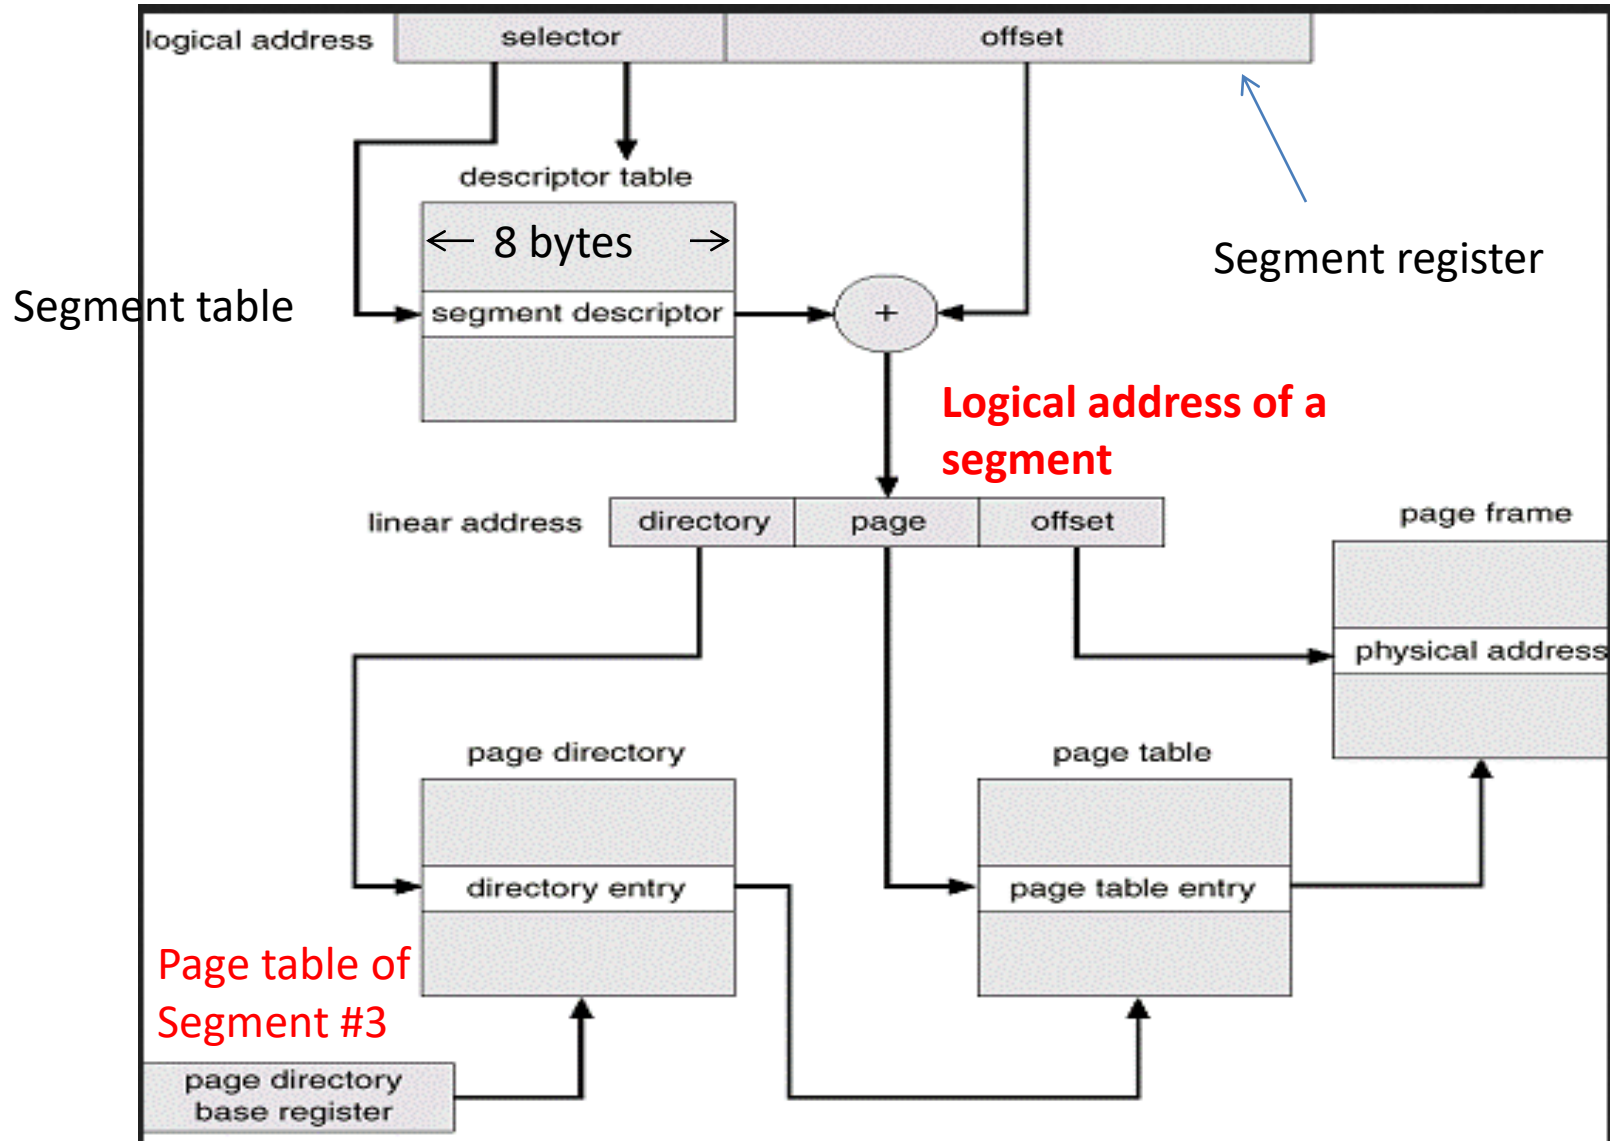 logical address
selector
offset
descriptor table
8 bytes
Segment register
Segment table
segment descriptor
+
Logical address of a
segment
linear address
directory
page
offset
page frame
physical address
page directory
page table
directory entry
page table entry
Page table of
Segment #3
page directory
base register